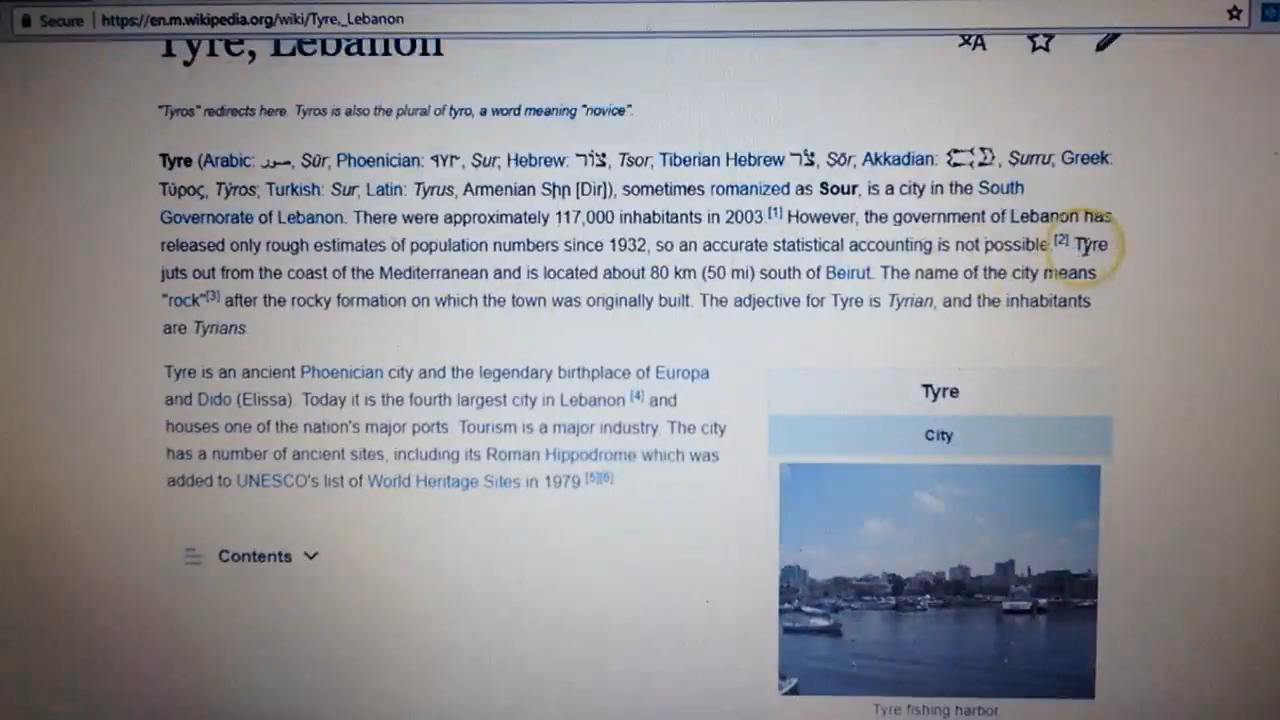 Secure | https://en.m.wikipedia.org/wiki/Tyre,_Lebanon
Tyre, Lebanon
"Tyros" redirects here. Tyros is also the plural of tyro, a word meaning "novice".
Tyre (Arabic: صور, Ṣūr; Phoenician: 𐤑𐤅𐤓, Ṣur; Hebrew: צוֹר, Tsor; Tiberian Hebrew צֹר, Ṣōr; Akkadian: Ṣurru; Greek:
Τύρος, Týros; Turkish: Sur; Latin: Tyrus, Armenian Տիր [Dir]), sometimes romanized as Sour, is a city in the South
Governorate of Lebanon. There were approximately 117,000 inhabitants in 2003.[1] However, the government of Lebanon has
released only rough estimates of population numbers since 1932, so an accurate statistical accounting is not possible.[2] Tyre
juts out from the coast of the Mediterranean and is located about 80 km (50 mi) south of Beirut. The name of the city means
"rock"[3] after the rocky formation on which the town was originally built. The adjective for Tyre is Tyrian, and the inhabitants
are Tyrians.
Tyre is an ancient Phoenician city and the legendary birthplace of Europa
and Dido (Elissa). Today it is the fourth largest city in Lebanon [4] and
houses one of the nation's major ports. Tourism is a major industry. The city
has a number of ancient sites, including its Roman Hippodrome which was
added to UNESCO's list of World Heritage Sites in 1979.[5][6]
Contents
Tyre
City
Tyre fishing harbor